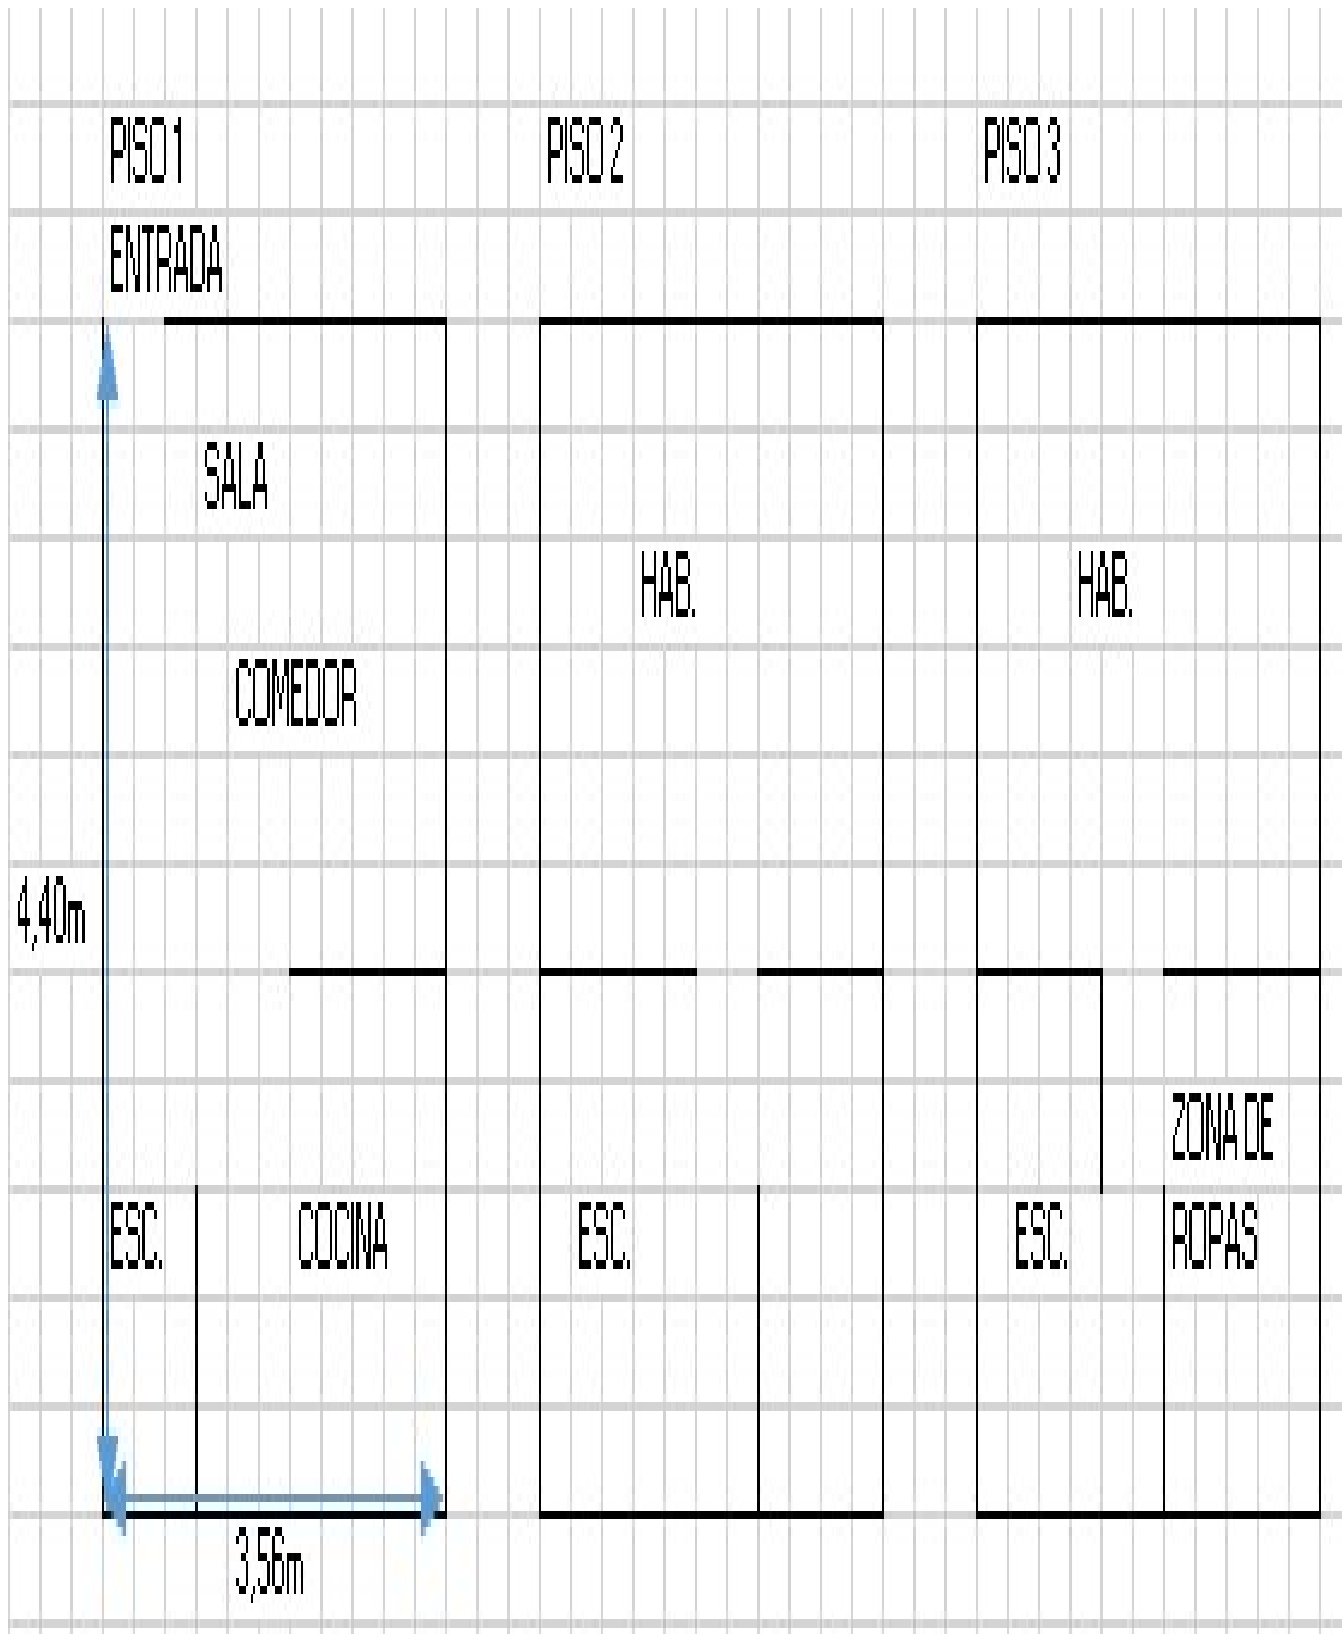 PISO 1
PISO 2
PISO 3
ENTRADA
SALA
HAB.
HAB.
COMEDOR
4,40m
ZONA DE
ESC.
COCINA
ESC.
ESC.
ROPAS
3,56m